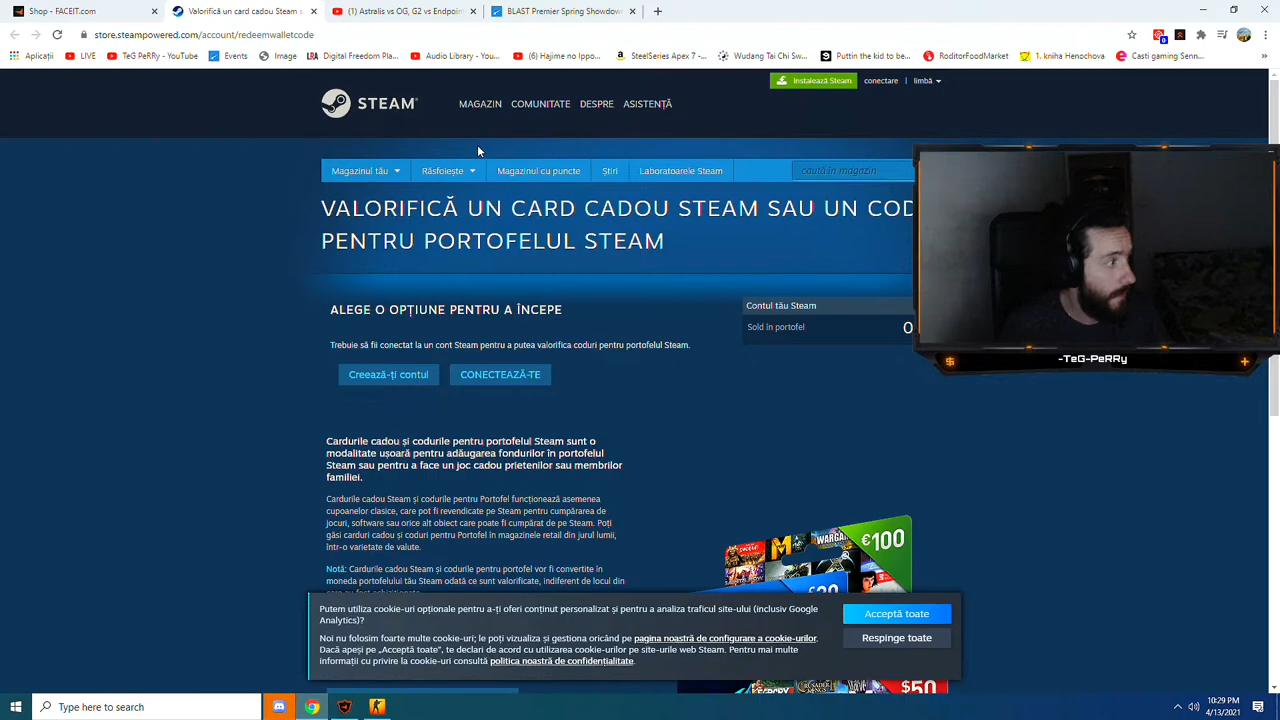 Shop - FACEIT.com
Valorifică un card cadou Steam s
(1) Astralis vs OG, G2 vs Endpoin
BLAST Premier Spring Showdow
store.steampowered.com/account/redeemwalletcode
Aplicații
LIVE
TeG PeRRy - YouTube
Events
Image
Digital Freedom Pla...
Audio Library - You...
(6) Hajime no Ippo...
SteelSeries Apex 7 -...
Wudang Tai Chi Sw...
Puttin the kid to be...
RoditorFoodMarket
1. kniha Henochova
Casti gaming Senn...
Instalează Steam
conectare
limbă
STEAM
MAGAZIN
COMUNITATE
DESPRE
ASISTENȚĂ
Magazinul tău
Răsfoiește
Magazinul cu puncte
Știri
Laboratoarele Steam
caută în magazin
VALORIFICĂ UN CARD CADOU STEAM SAU UN COD
PENTRU PORTOFELUL STEAM
ALEGE O OPȚIUNE PENTRU A ÎNCEPE
Contul tău Steam
Sold în portofel
0
Trebuie să fii conectat la un cont Steam pentru a putea valorifica coduri pentru portofelul Steam.
Creează-ți contul
CONECTEAZĂ-TE
$ -TeG-PeRRy +
Cardurile cadou și codurile pentru portofelul Steam sunt o
modalitate ușoară pentru adăugarea fondurilor în portofelul
Steam sau pentru a face un joc cadou prietenilor sau membrilor
familiei.
Cardurile cadou Steam și codurile pentru Portofel funcționează asemenea
cupoanelor clasice, care pot fi revendicate pe Steam pentru cumpărarea de
jocuri, software sau orice alt obiect care poate fi cumpărat de pe Steam. Poți
găsi carduri cadou și coduri pentru Portofel în magazinele retail din jurul lumii,
într-o varietate de valute.
Notă: Cardurile cadou Steam și codurile pentru portofel vor fi convertite în
moneda portofelului tău Steam odată ce sunt valorificate, indiferent de locul din
€100
Putem utiliza cookie-uri opționale pentru a-ți oferi conținut personalizat și pentru a analiza traficul site-ului (inclusiv Google
Analytics)?
Noi nu folosim foarte multe cookie-uri; le poți vizualiza și gestiona oricând pe pagina noastră de configurare a cookie-urilor.
Dacă apeși pe „Acceptă toate”, te declari de acord cu utilizarea cookie-urilor pe site-urile web Steam. Pentru mai multe
informații cu privire la cookie-uri consultă politica noastră de confidențialitate.
Acceptă toate
Respinge toate
$50
Type here to search
10:29 PM
4/13/2021